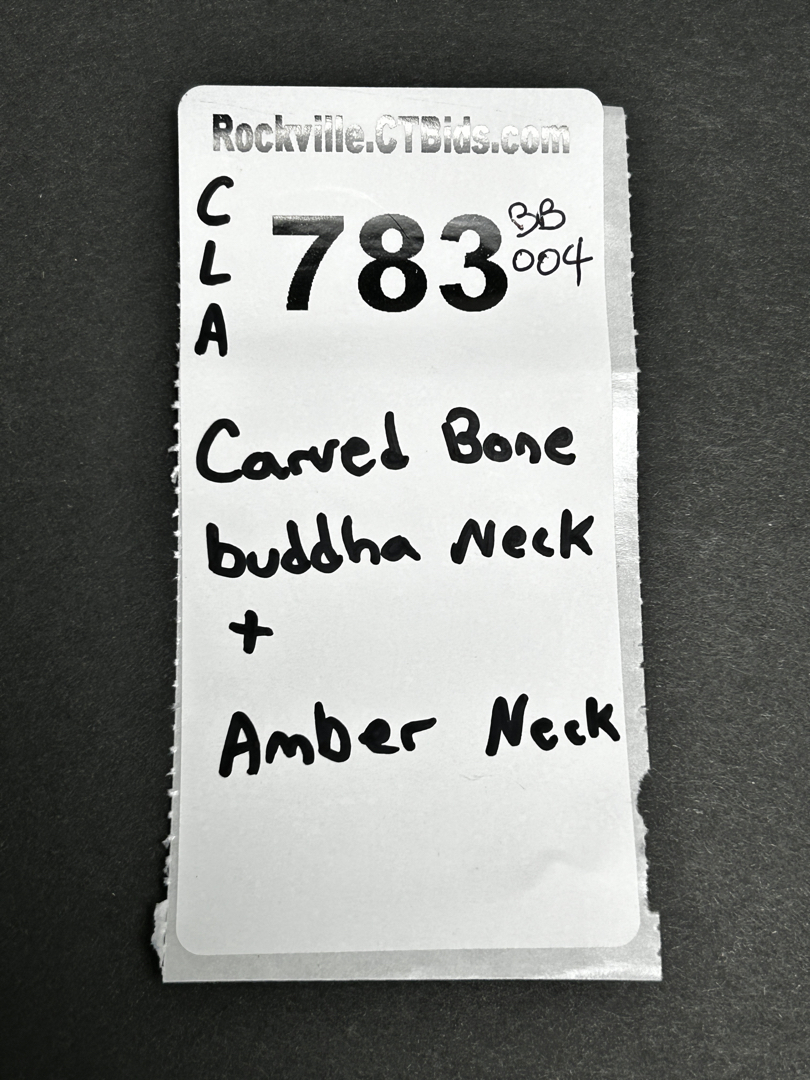 Rockville.CTBids.com
C
L
A
783
BB
004
Carved Bone
buddha Neck
+
Amber Neck